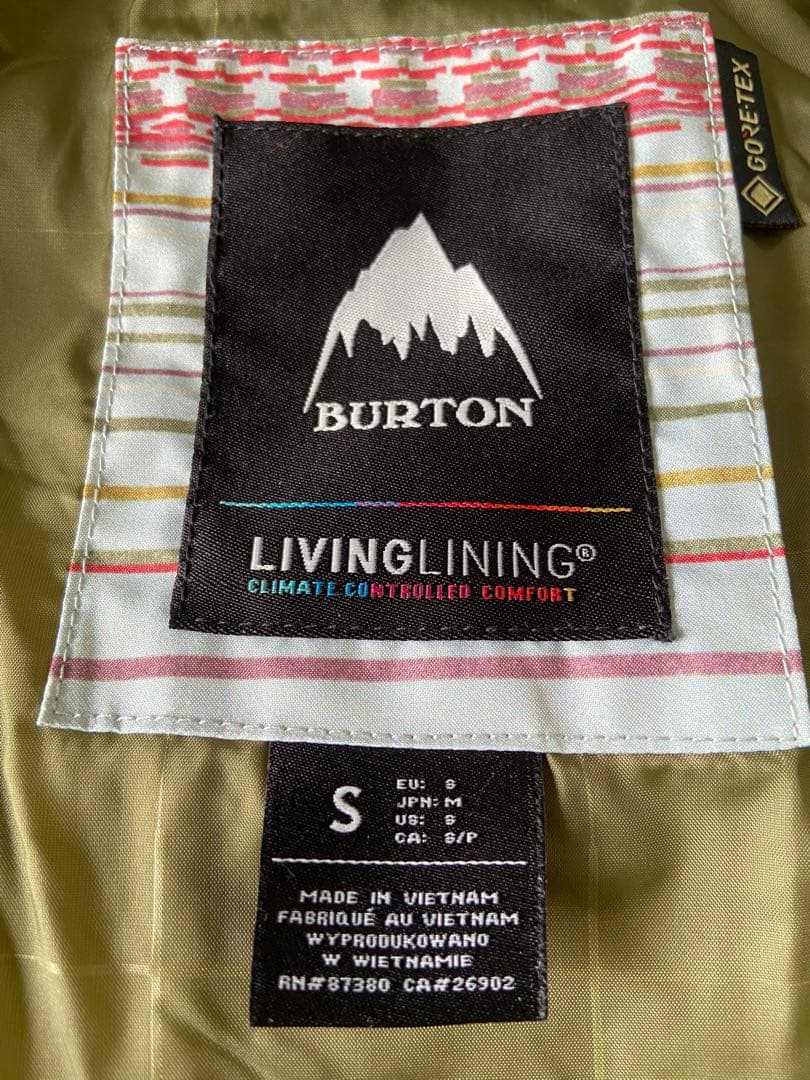 GORE-TEX
BURTON
LIVINGLINING®
CLIMATE CONTROLLED COMFORT
S
EU: S
JPN: M
US: S
CA: S/P
MADE IN VIETNAM
FABRIQUÉ AU VIETNAM
WYPRODUKOWANO
W WIETNAMIE
RN#87380 CA#26902